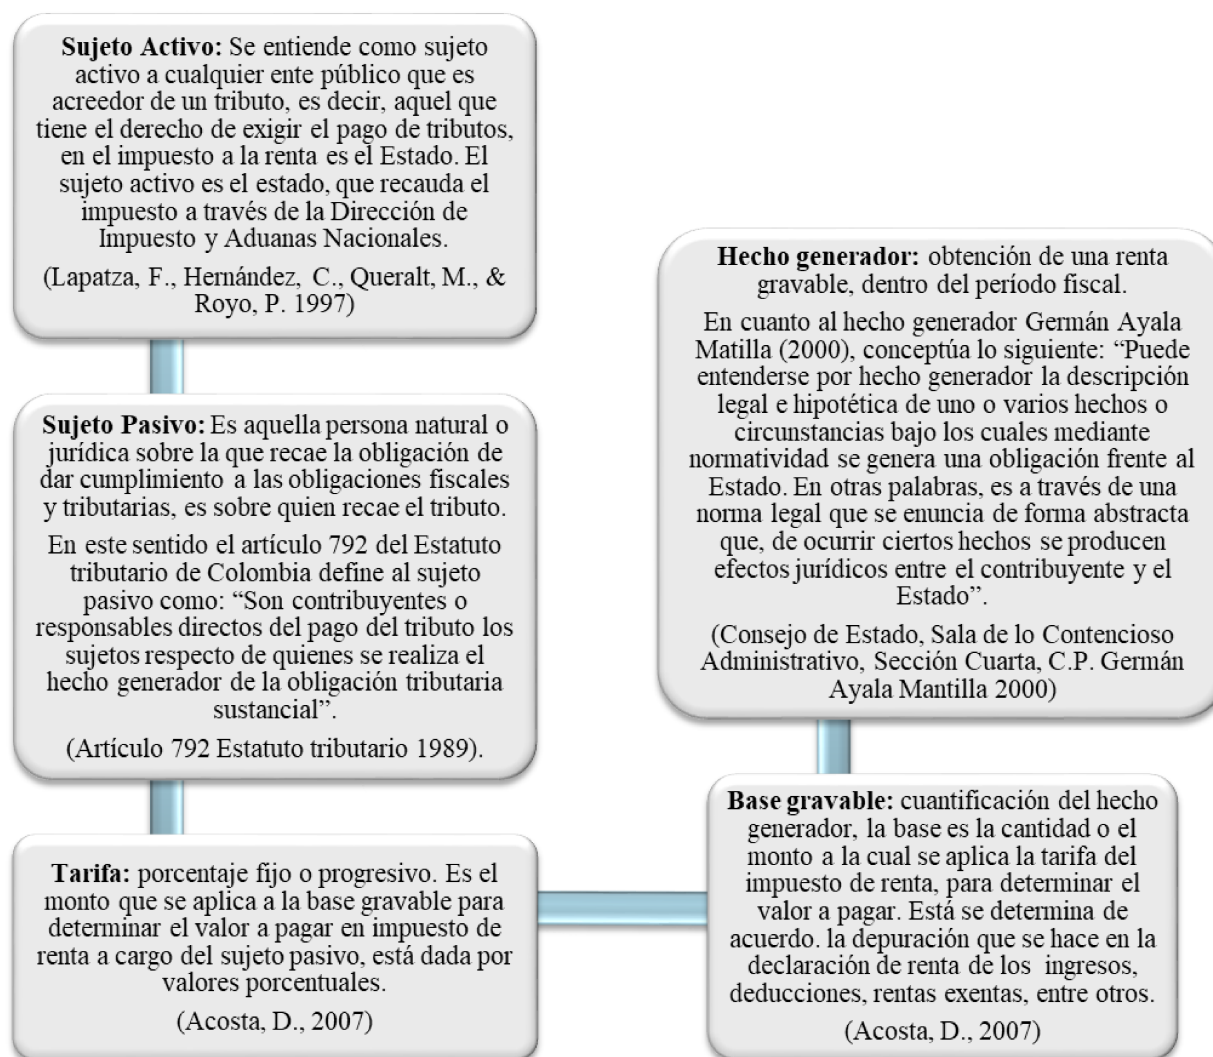 Sujeto Activo: Se entiende como sujeto
activo a cualquier ente público que es
acreedor de un tributo, es decir, aquel que
tiene el derecho de exigir el pago de tributos,
en el impuesto a la renta es el Estado. El
sujeto activo es el estado, que recauda el
impuesto a través de la Dirección de
Impuesto y Aduanas Nacionales.
(Lapatza, F., Hernández, C., Queralt, M., &
Royo, P. 1997)
Sujeto Pasivo: Es aquella persona natural o
jurídica sobre la que recae la obligación de
dar cumplimiento a las obligaciones fiscales
y tributarias, es sobre quien recae el tributo.
En este sentido el artículo 792 del Estatuto
tributario de Colombia define al sujeto
pasivo como: “Son contribuyentes o
responsables directos del pago del tributo los
sujetos respecto de quienes se realiza el
hecho generador de la obligación tributaria
sustancial”.
(Artículo 792 Estatuto tributario 1989).
Tarifa: porcentaje fijo o progresivo. Es el
monto que se aplica a la base gravable para
determinar el valor a pagar en impuesto de
renta a cargo del sujeto pasivo, está dada por
valores porcentuales.
(Acosta, D., 2007)
Base gravable: cuantificación del hecho
generador, la base es la cantidad o el
monto a la cual se aplica la tarifa del
impuesto de renta, para determinar el
valor a pagar. Está se determina de
acuerdo. la depuración que se hace en la
declaración de renta de los ingresos,
deducciones, rentas exentas, entre otros.
(Acosta, D., 2007)
Hecho generador: obtención de una renta
gravable, dentro del período fiscal.
En cuanto al hecho generador Germán Ayala
Matilla (2000), conceptúa lo siguiente: “Puede
entenderse por hecho generador la descripción
legal e hipotética de uno o varios hechos o
circunstancias bajo los cuales mediante
normatividad se genera una obligación frente al
Estado. En otras palabras, es a través de una
norma legal que se enuncia de forma abstracta
que, de ocurrir ciertos hechos se producen
efectos jurídicos entre el contribuyente y el
Estado”.
(Consejo de Estado, Sala de lo Contencioso
Administrativo, Sección Cuarta, C.P. Germán
Ayala Mantilla 2000)